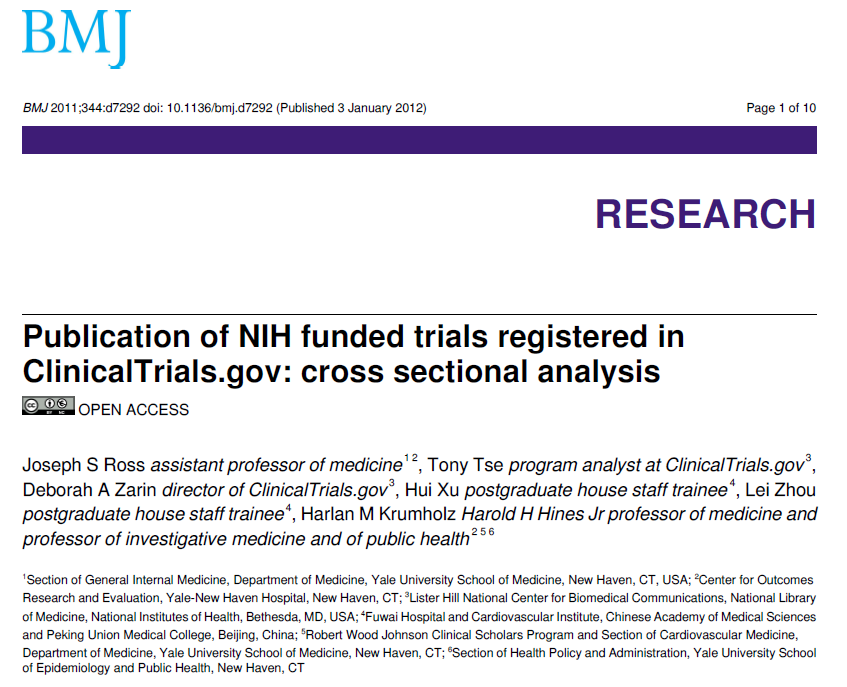 BMJ
BMJ 2011;344:d7292 doi: 10.1136/bmj.d7292 (Published 3 January 2012)
Page 1 of 10
RESEARCH
Publication of NIH funded trials registered in
ClinicalTrials.gov: cross sectional analysis
cc BY NC OPEN ACCESS
Joseph S Ross assistant professor of medicine 1 2, Tony Tse program analyst at ClinicalTrials.gov 3,
Deborah A Zarin director of ClinicalTrials.gov 3, Hui Xu postgraduate house staff trainee 4, Lei Zhou
postgraduate house staff trainee 4, Harlan M Krumholz Harold H Hines Jr professor of medicine and
professor of investigative medicine and of public health 2 5 6
1Section of General Internal Medicine, Department of Medicine, Yale University School of Medicine, New Haven, CT, USA; 2Center for Outcomes
Research and Evaluation, Yale-New Haven Hospital, New Haven, CT; 3Lister Hill National Center for Biomedical Communications, National Library
of Medicine, National Institutes of Health, Bethesda, MD, USA; 4Fuwai Hospital and Cardiovascular Institute, Chinese Academy of Medical Sciences
and Peking Union Medical College, Beijing, China; 5Robert Wood Johnson Clinical Scholars Program and Section of Cardiovascular Medicine,
Department of Medicine, Yale University School of Medicine, New Haven, CT; 6Section of Health Policy and Administration, Yale University School
of Epidemiology and Public Health, New Haven, CT